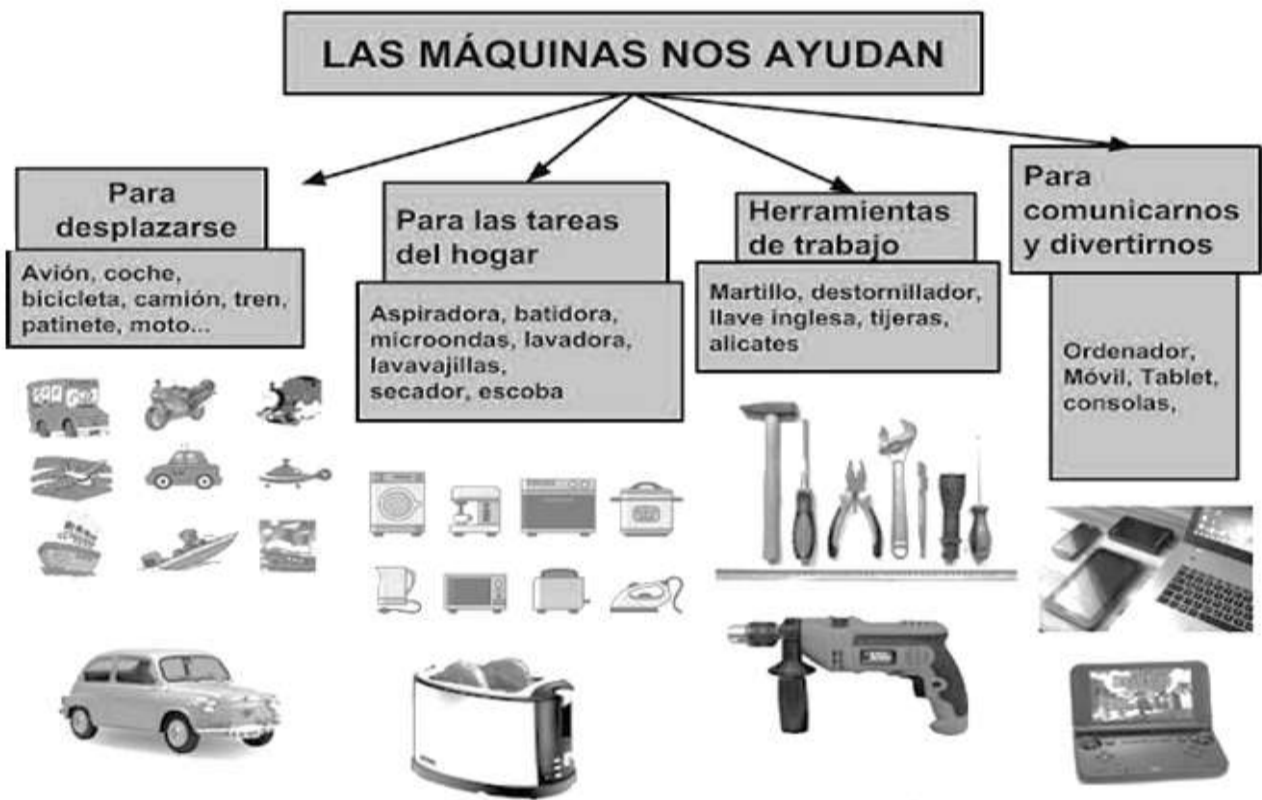 LAS MÁQUINAS NOS AYUDAN
Para
desplazarse
Avión, coche,
bicicleta, camión, tren,
patinete, moto...
Para las tareas
del hogar
Aspiradora, batidora,
microondas, lavadora,
lavavajillas,
secador, escoba
Herramientas
de trabajo
Martillo, destornillador,
llave inglesa, tijeras,
alicates
Para
comunicarnos
y divertirnos
Ordenador,
Móvil, Tablet,
consolas,